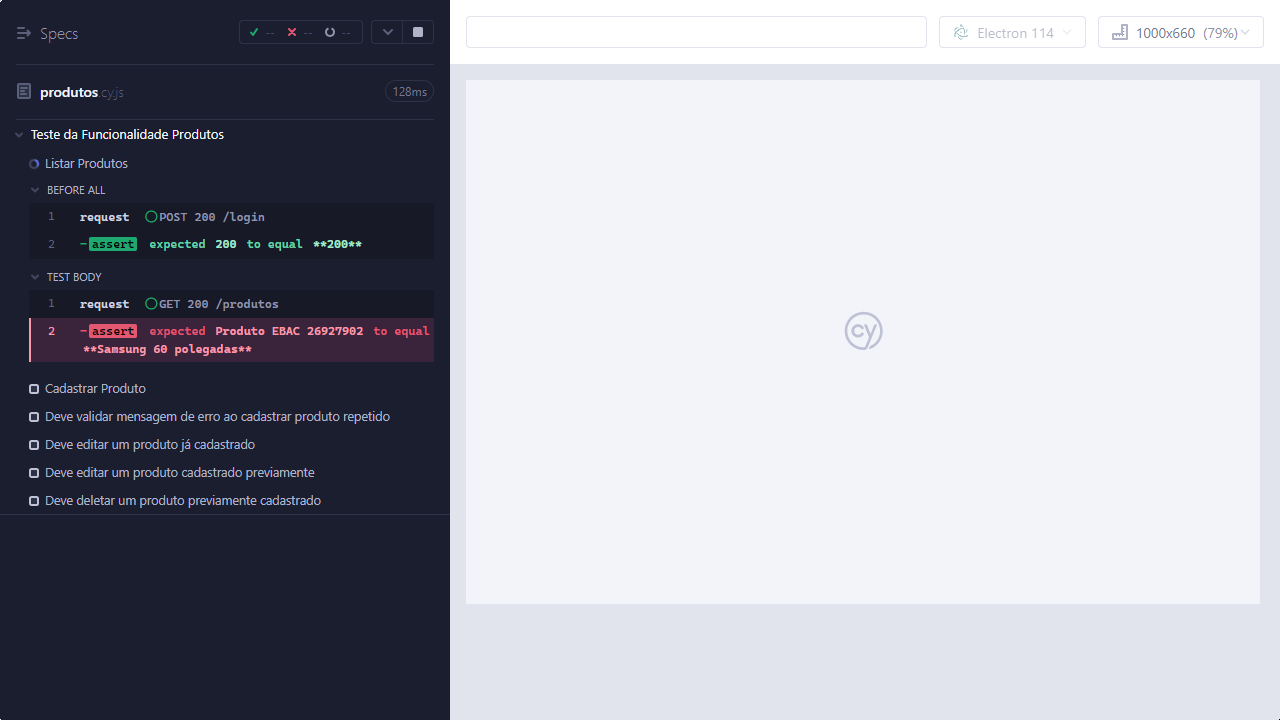 Specs
-- -- --
Electron 114
1000x660 (79%)
produtos.cy.js
128ms
Teste da Funcionalidade Produtos
Listar Produtos
BEFORE ALL
1 request POST 200 /login
2 -assert expected 200 to equal **200**
TEST BODY
1 request GET 200 /produtos
2 -assert expected Produto EBAC 26927902 to equal
**Samsung 60 polegadas**
cy
Cadastrar Produto
Deve validar mensagem de erro ao cadastrar produto repetido
Deve editar um produto já cadastrado
Deve editar um produto cadastrado previamente
Deve deletar um produto previamente cadastrado